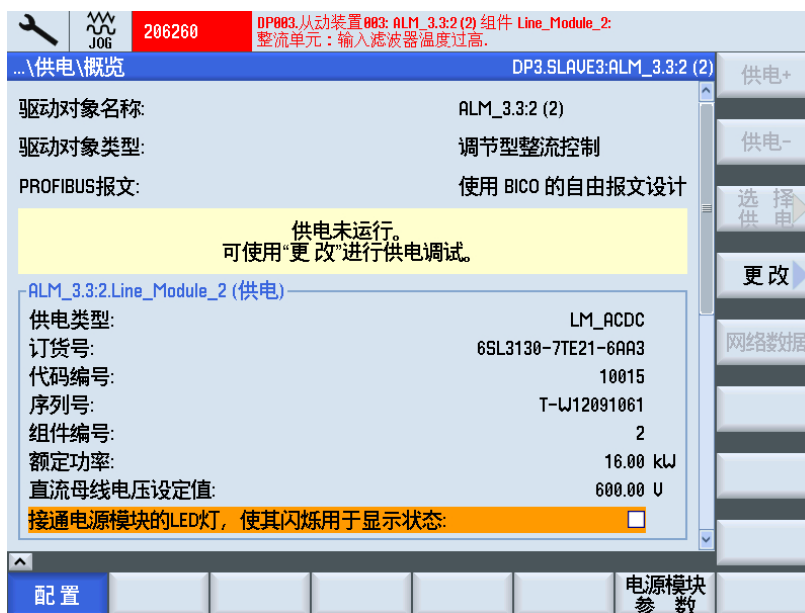 JOG
206260
DP003.从动装置003: ALM_3.3:2 (2) 组件 Line_Module_2:
整流单元：输入滤波器温度过高.
...\供电\概览
DP3.SLAVE3:ALM_3.3:2 (2)
供电+
驱动对象名称:
ALM_3.3:2 (2)
驱动对象类型:
调节型整流控制
供电-
PROFIBUS报文:
使用 BICO 的自由报文设计
选 择
供 电
供电未运行。
可使用“更 改”进行供电调试。
更 改
ALM_3.3:2.Line_Module_2 (供电)
供电类型:
LM_ACDC
订货号:
6SL3130-7TE21-6AA3
网络数据
代码编号:
10015
序列号:
T-W12091061
组件编号:
2
额定功率:
16.00 kW
直流母线电压设定值:
600.00 V
接通电源模块的LED灯，使其闪烁用于显示状态:
配 置
电源模块
参 数